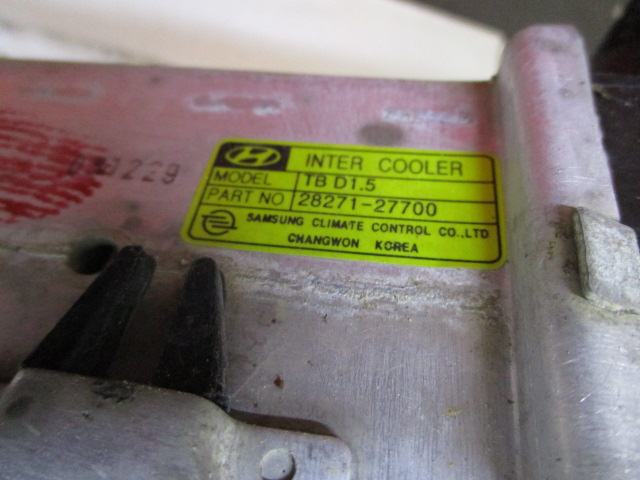 INTER COOLER
MODEL TB D1.5
PART NO 28271-27700
SAMSUNG CLIMATE CONTROL CO.,LTD
CHANGWON KOREA